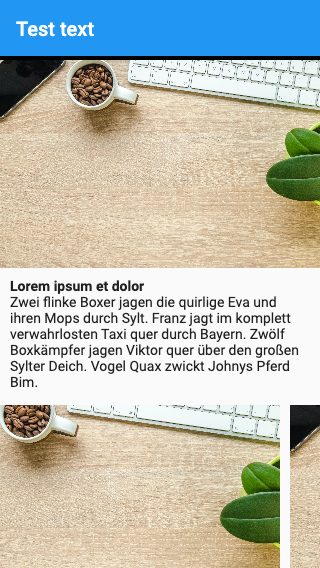 Test text
Lorem ipsum et dolor
Zwei flinke Boxer jagen die quirlige Eva und
ihren Mops durch Sylt. Franz jagt im komplett
verwahrlosten Taxi quer durch Bayern. Zwölf
Boxkämpfer jagen Viktor quer über den großen
Sylter Deich. Vogel Quax zwickt Johnys Pferd
Bim.